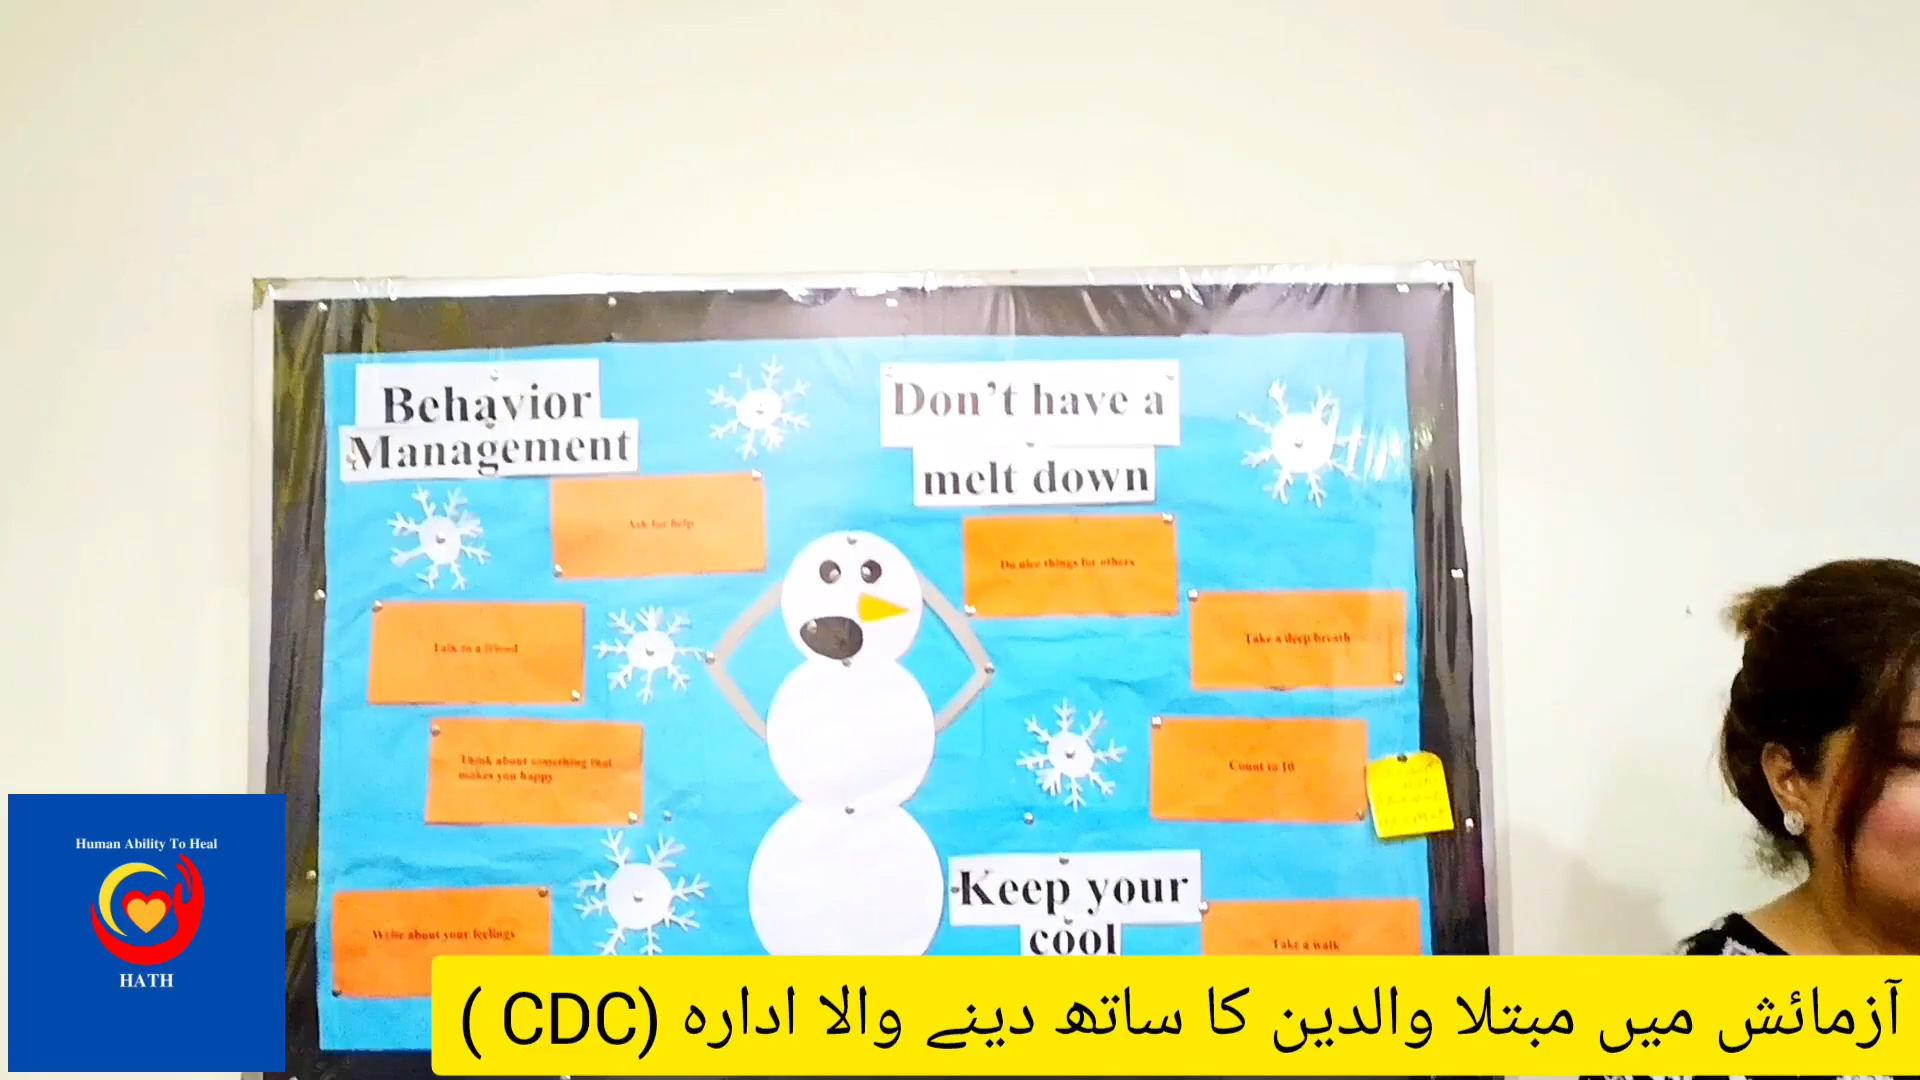 Behavior
Management
Don't have a
melt down
Ask for help
Do nice things for others
Talk to a friend
Take a deep breath
Think about something that
makes you happy
Count to 10
Keep your
cool
Write about your feelings
Take a walk
Human Ability To Heal
HATH
آزمائش میں مبتلا والدین کا ساتھ دینے والا ادارہ (CDC )